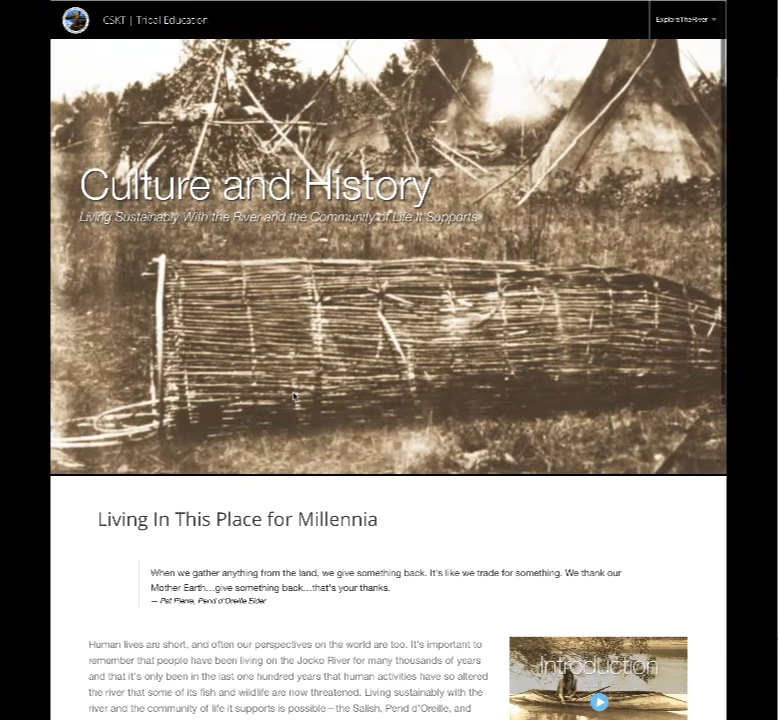 CSKT | Tribal Education
ExploreTheRiver
Culture and History
Living Sustainably With the River and the Community of Life It Supports
Living In This Place for Millennia
When we gather anything from the land, we give something back. It's like we trade for something. We thank our
Mother Earth...give something back...that's your thanks.
— Pat Pierre, Pend d'Oreille Elder
Human lives are short, and often our perspectives on the world are too. It's important to
remember that people have been living on the Jocko River for many thousands of years
and that it's only been in the last one hundred years that human activities have so altered
the river that some of its fish and wildlife are now threatened. Living sustainably with the
river and the community of life it supports is possible—the Salish, Pend d'Oreille, and
Introduction